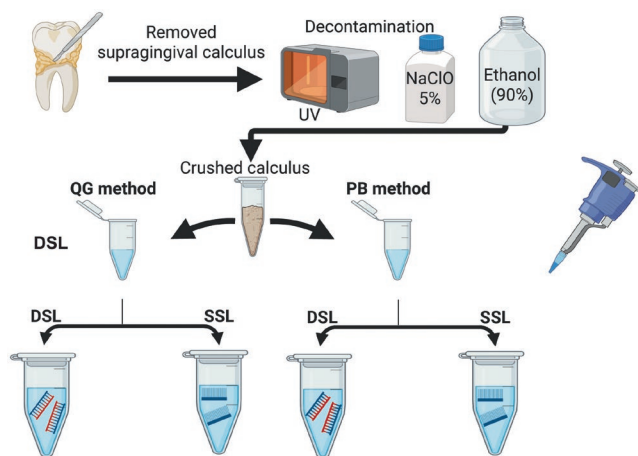 Removed
supragingival calculus
Decontamination
NaClO
5%
Ethanol
(90%)
UV
Crushed calculus
QG method
PB method
DSL
DSL
SSL
DSL
SSL